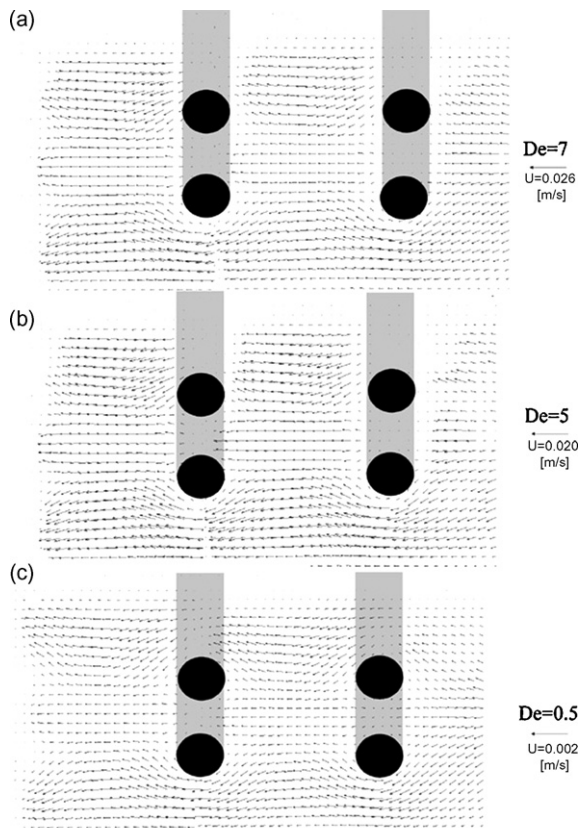 (a)
De=7
U=0.026
[m/s]
(b)
De=5
U=0.020
[m/s]
(c)
De=0.5
U=0.002
[m/s]